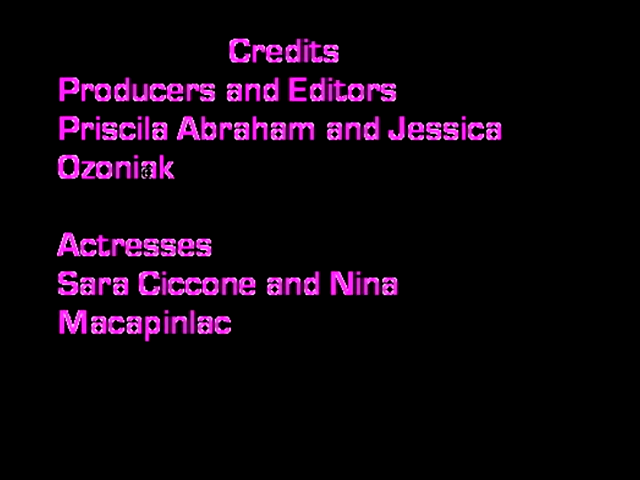 Credits
Producers and Editors
Priscila Abraham and Jessica
Ozoniak
Actresses
Sara Ciccone and Nina
Macapinlac